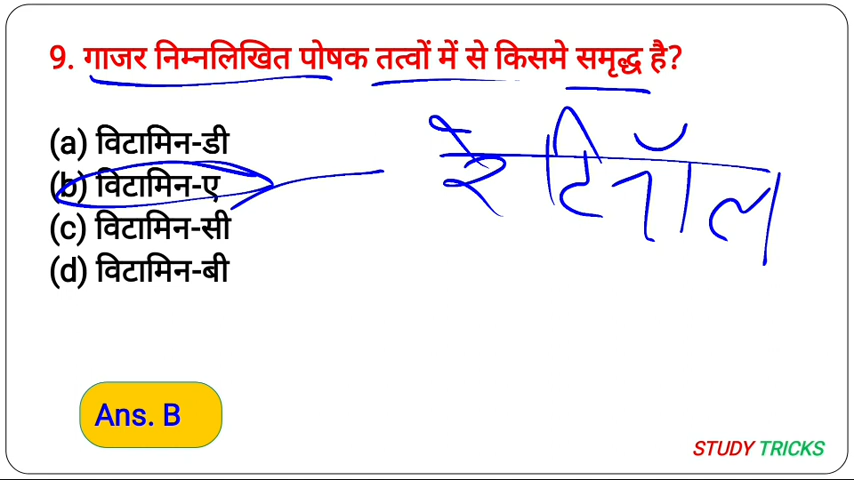 9. गाजर निम्नलिखित पोषक तत्वों में से किसमे समृद्ध है?
(a) विटामिन-डी
(b) विटामिन-ए
(c) विटामिन-सी
(d) विटामिन-बी
रेटिनॉल
Ans. B
STUDY TRICKS